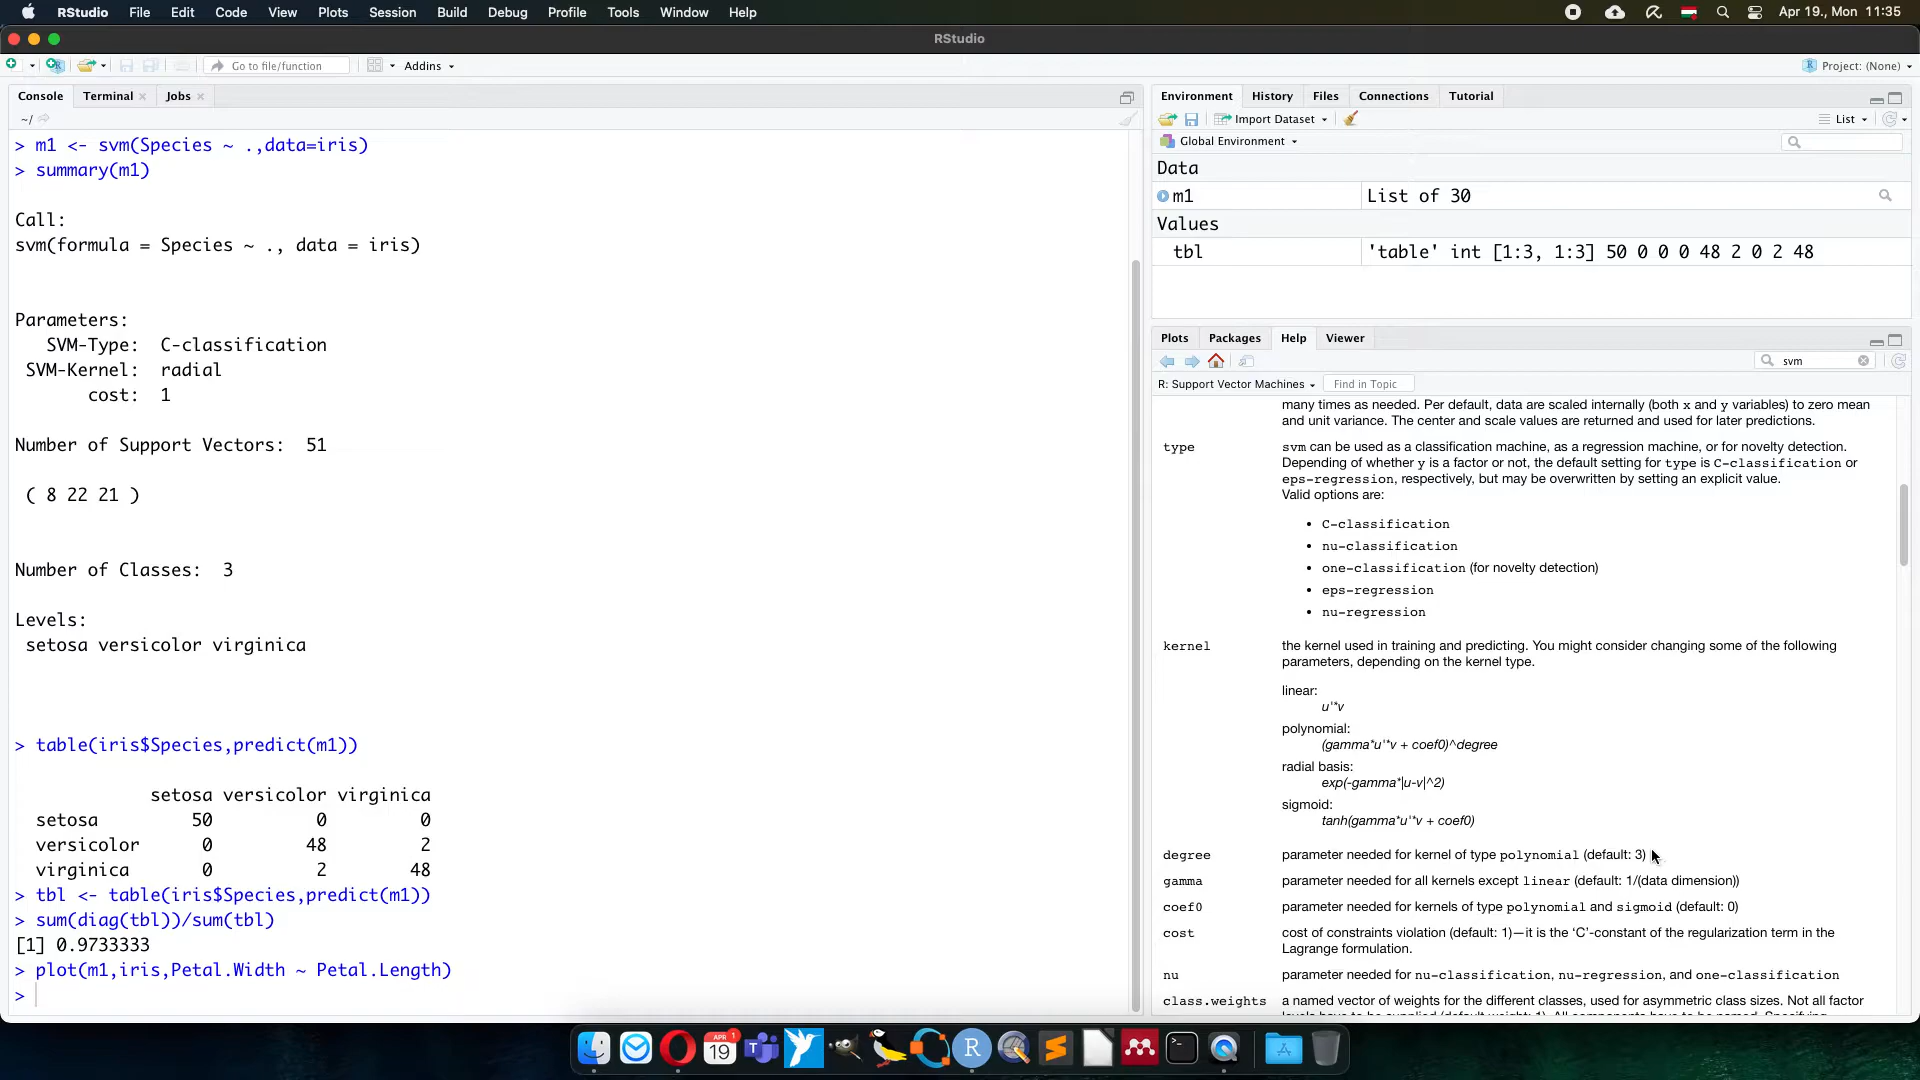 RStudio File Edit Code View Plots Session Build Debug Profile Tools Window Help Apr 19., Mon 11:35
RStudio
Go to file/function Addins Project: (None)
Console Terminal Jobs
~/
> m1 <- svm(Species ~ .,data=iris)
> summary(m1)
Call:
svm(formula = Species ~ ., data = iris)
Parameters:
SVM-Type: C-classification
SVM-Kernel: radial
cost: 1
Number of Support Vectors: 51
( 8 22 21 )
Number of Classes: 3
Levels:
setosa versicolor virginica
> table(iris$Species,predict(m1))
setosa versicolor virginica
setosa 50 0 0
versicolor 0 48 2
virginica 0 2 48
> tbl <- table(iris$Species,predict(m1))
> sum(diag(tbl))/sum(tbl)
[1] 0.9733333
> plot(m1,iris,Petal.Width ~ Petal.Length)
>
Environment History Files Connections Tutorial
Import Dataset List
Global Environment
Data
m1 List of 30
Values
tbl 'table' int [1:3, 1:3] 50 0 0 0 48 2 0 2 48
Plots Packages Help Viewer
svm
R: Support Vector Machines Find in Topic
many times as needed. Per default, data are scaled internally (both x and y variables) to zero mean
and unit variance. The center and scale values are returned and used for later predictions.
type svm can be used as a classification machine, as a regression machine, or for novelty detection.
Depending of whether y is a factor or not, the default setting for type is C-classification or
eps-regression, respectively, but may be overwritten by setting an explicit value.
Valid options are:
• C-classification
• nu-classification
• one-classification (for novelty detection)
• eps-regression
• nu-regression
kernel the kernel used in training and predicting. You might consider changing some of the following
parameters, depending on the kernel type.
linear:
u'*v
polynomial:
(gamma*u'*v + coef0)^degree
radial basis:
exp(-gamma*|u-v|^2)
sigmoid:
tanh(gamma*u'*v + coef0)
degree parameter needed for kernel of type polynomial (default: 3)
gamma parameter needed for all kernels except linear (default: 1/(data dimension))
coef0 parameter needed for kernels of type polynomial and sigmoid (default: 0)
cost cost of constraints violation (default: 1)—it is the ‘C’-constant of the regularization term in the
Lagrange formulation.
nu parameter needed for nu-classification, nu-regression, and one-classification
class.weights a named vector of weights for the different classes, used for asymmetric class sizes. Not all factor
APR
19
1
R